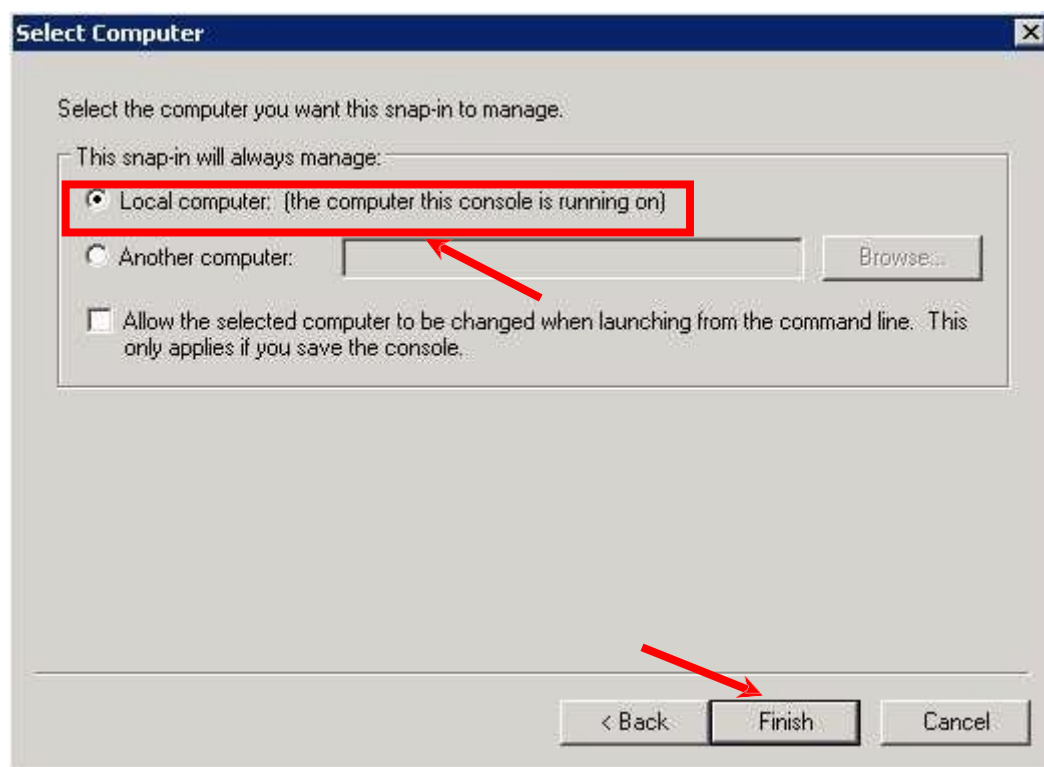 Select Computer
Select the computer you want this snap-in to manage.
This snap-in will always manage:
Local computer: (the computer this console is running on)
Another computer:
Browse...
Allow the selected computer to be changed when launching from the command line. This
only applies if you save the console.
< Back
Finish
Cancel